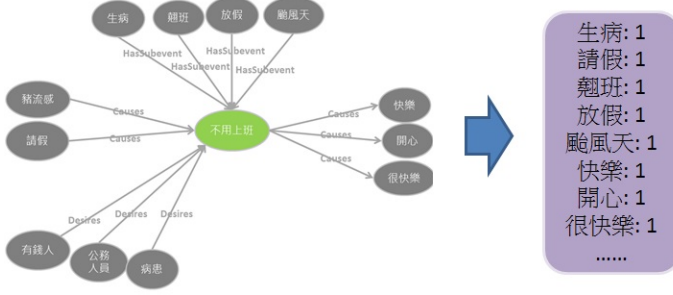 生病
翹班
放假
颱風天
HasSubevent
HasSubevent
HasSubevent
HasSubevent
豬流感
Causes
請假
Causes
不用上班
Causes
快樂
Causes
開心
Causes
很快樂
Desires
Desires
Desires
有錢人
公務
人員
病患
生病: 1
請假: 1
翹班: 1
放假: 1
颱風天: 1
快樂: 1
開心: 1
很快樂: 1
......